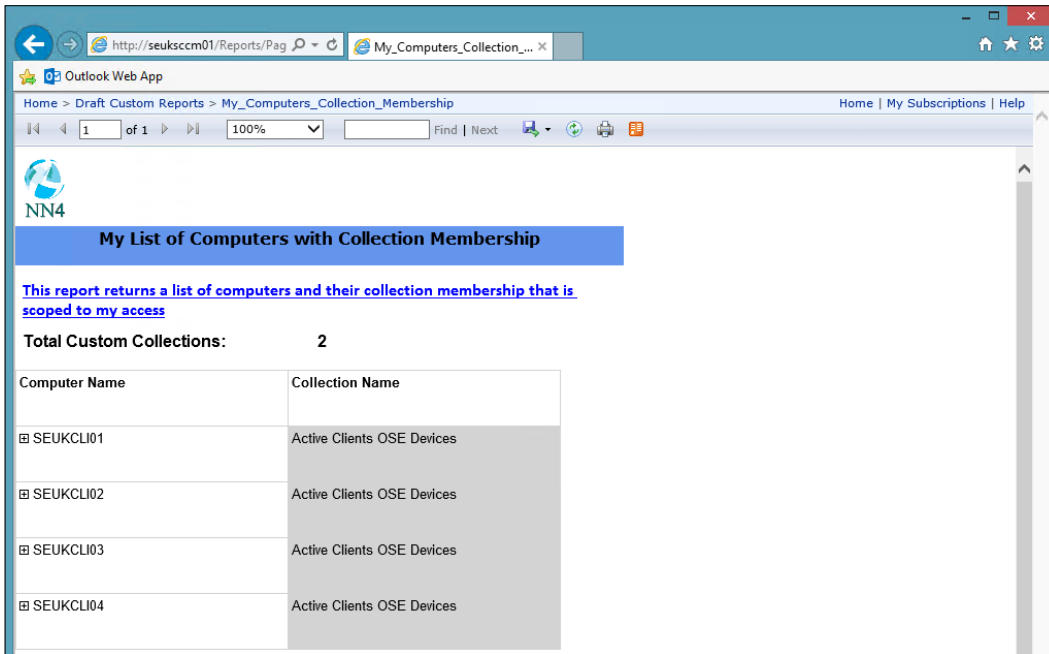 http://seuksccm01/Reports/Pag
My_Computers_Collection_... ×
Outlook Web App
Home > Draft Custom Reports > My_Computers_Collection_Membership
Home | My Subscriptions | Help
1 of 1 100% Find | Next
NN4
My List of Computers with Collection Membership
This report returns a list of computers and their collection membership that is
scoped to my access
Total Custom Collections: 2
Computer Name Collection Name
SEUKCLI01 Active Clients OSE Devices
SEUKCLI02 Active Clients OSE Devices
SEUKCLI03 Active Clients OSE Devices
SEUKCLI04 Active Clients OSE Devices